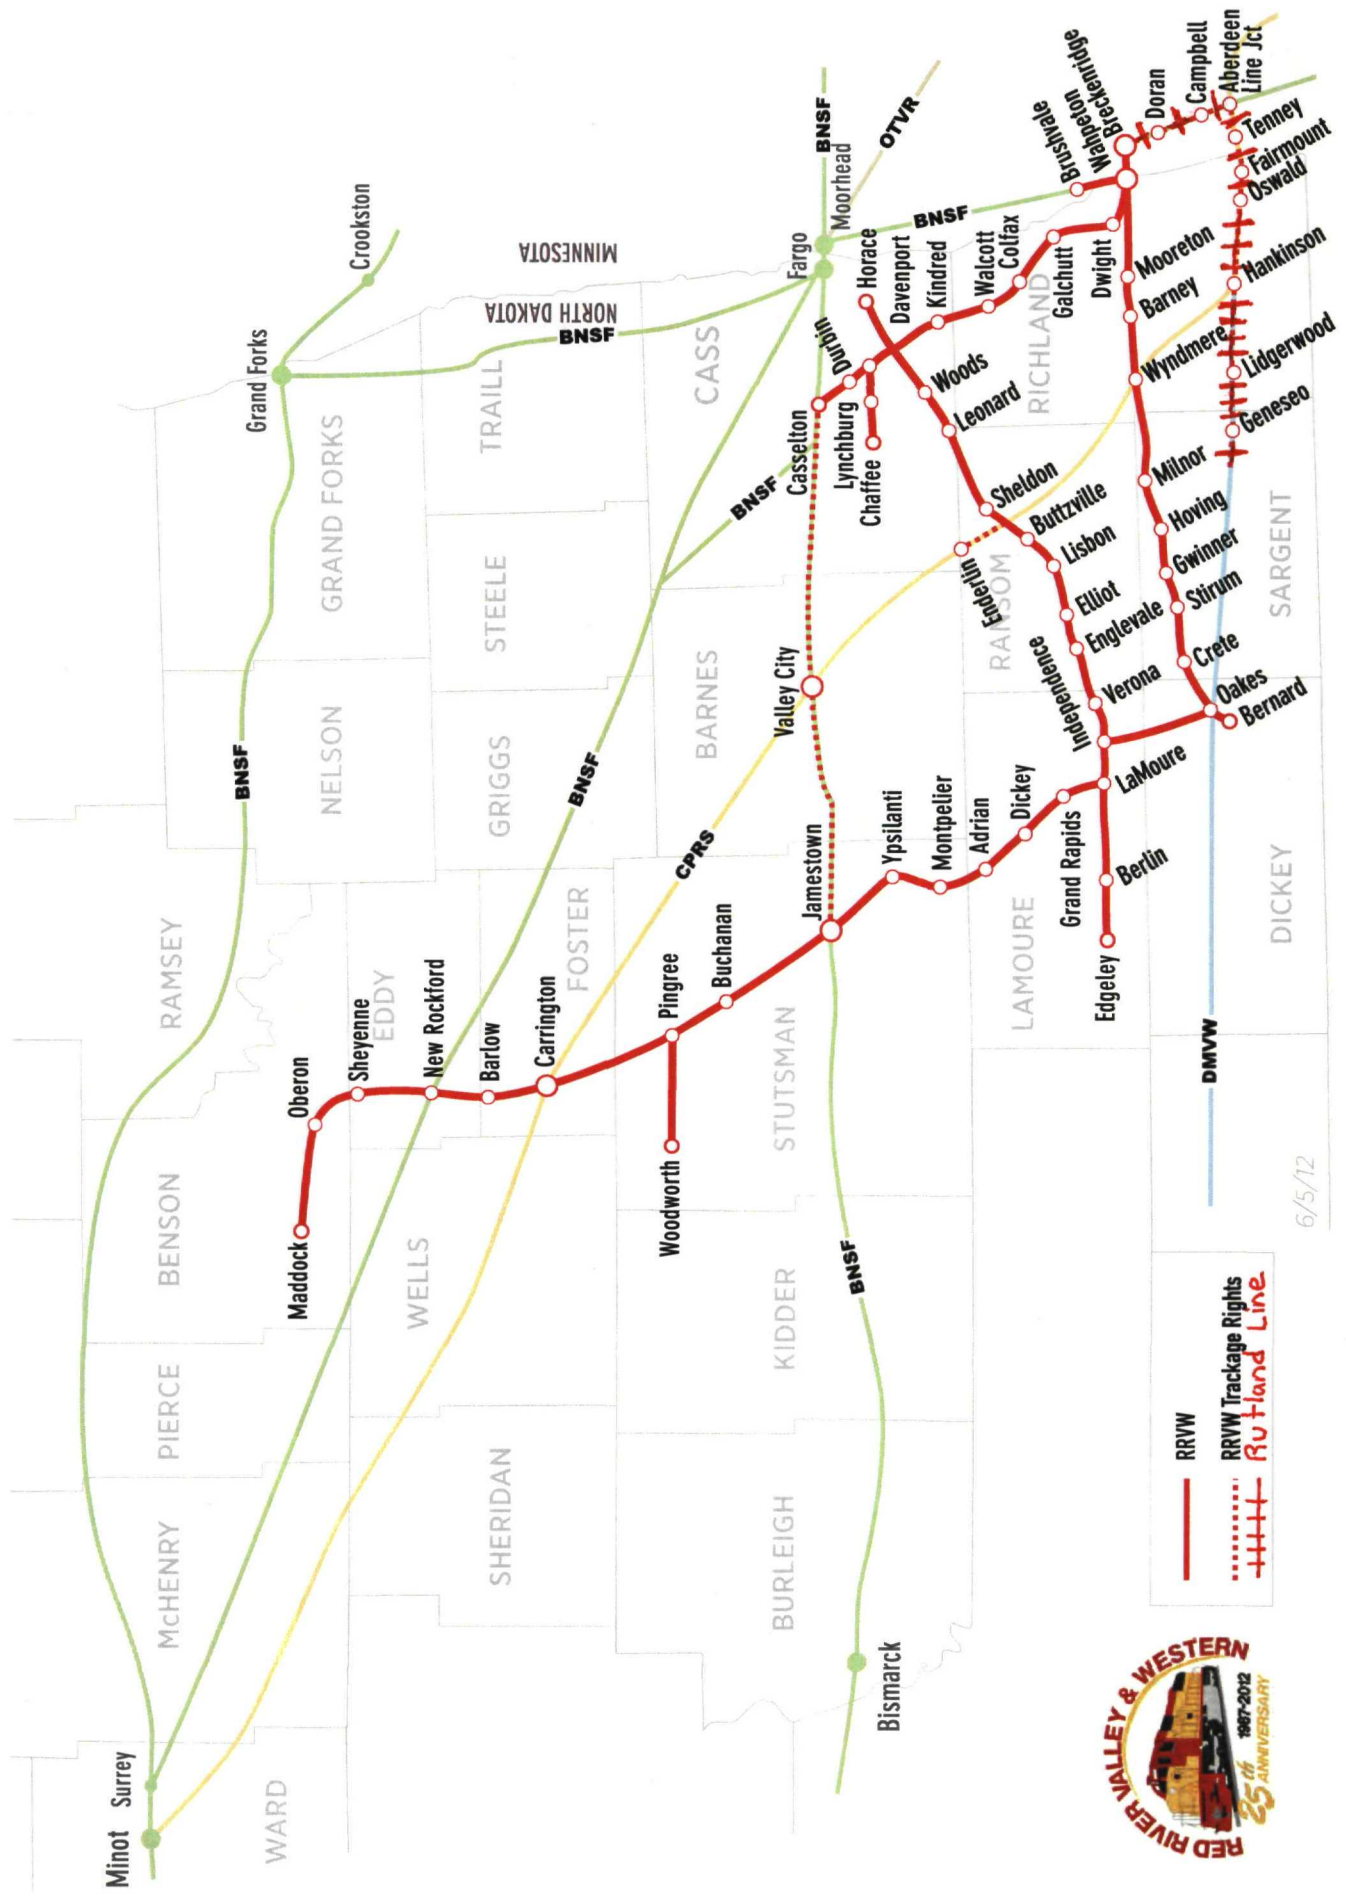 Minot
Surrey
WARD
McHENRY
PIERCE
BENSON
RAMSEY
Maddock
Oberon
Sheyenne
EDDY
New Rockford
Barlow
Carrington
FOSTER
WELLS
SHERIDAN
BNSF
NELSON
GRAND FORKS
Grand Forks
Crookston
GRIGGS
STEELE
TRAILL
BNSF
BNSF
NORTH DAKOTA
MINNESOTA
CPRS
BARNES
CASS
BNSF
Woodworth
Pingree
Buchanan
STUTSMAN
KIDDER
BURLEIGH
Bismarck
BNSF
Jamestown
Valley City
Casselton
Durbin
Fargo
Moorhead
BNSF
OTVR
Lynchburg
Chaffee
Horace
Davenport
Kindred
Walcott
Colfax
Galchutt
Dwight
BNSF
Brushvale
Wahpeton
Breckenridge
Doran
Campbell
Aberdeen
Line Jct
Tenney
Fairmount
Oswald
Hankinson
Lidgerwood
Geneseo
Mooreton
Barney
Wyndmere
RICHLAND
Milnor
Hoving
Gwinner
Stirum
Crete
Oakes
Bernard
SARGENT
Woods
Leonard
Sheldon
Buttzville
Enderlin
Lisbon
RANSOM
Elliot
Englevale
Verona
Independence
LaMoure
Ypsilanti
Montpelier
Adrian
Dickey
Grand Rapids
Berlin
Edgeley
LAMOURE
DICKEY
DMVW
6/5/12
RRVW
RRVW Trackage Rights
Rutland Line
RED RIVER VALLEY & WESTERN
25th
1987-2012
ANNIVERSARY